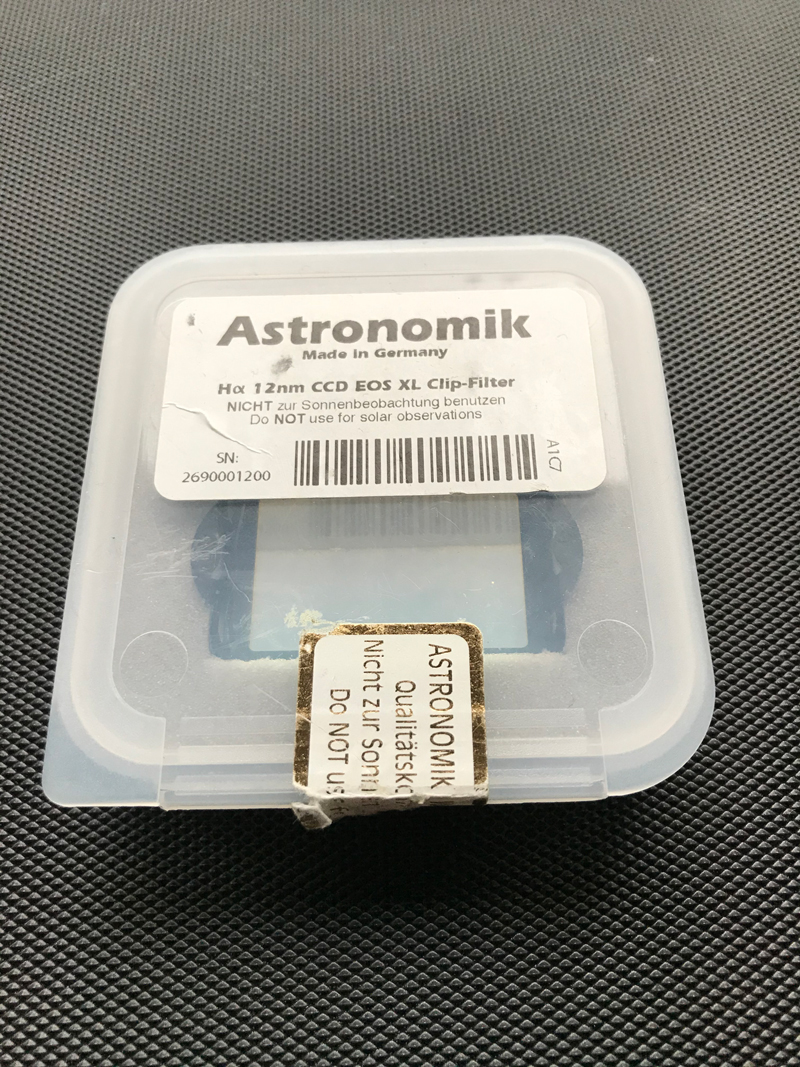 Astronomik
Made in Germany
Hα 12nm CCD EOS XL Clip-Filter
NICHT zur Sonnenbeobachtung benutzen
Do NOT use for solar observations
SN:
2690001200
A1C7
ASTRONOMIK
Nicht zur
Do NOT